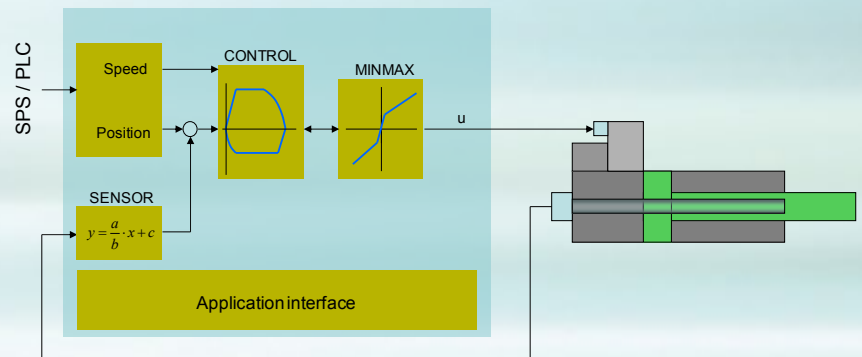 SPS / PLC
Speed
Position
CONTROL
MINMAX
u
SENSOR
y = a/b · x + c
Application interface